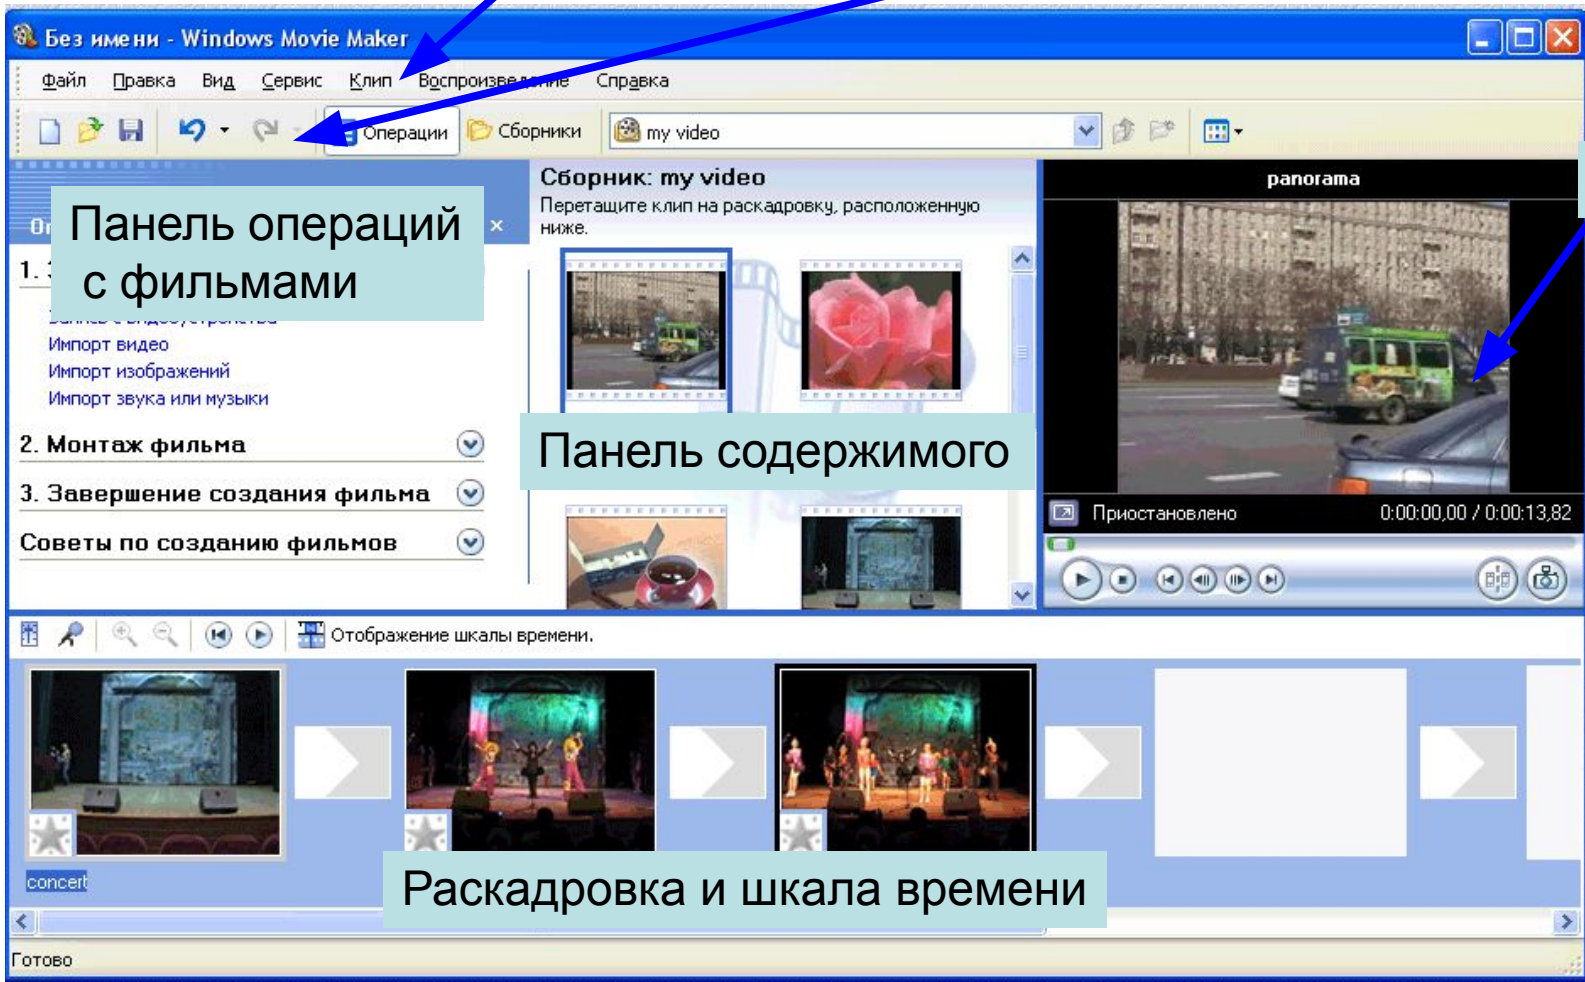 Без имени - Windows Movie Maker
Файл Правка Вид Сервис Клип Воспроизведение Справка
Операции Сборники my video
Панель операций
с фильмами
1.
Импорт видео
Импорт изображений
Импорт звука или музыки
2. Монтаж фильма
3. Завершение создания фильма
Советы по созданию фильмов
Сборник: my video
Перетащите клип на раскадровку, расположенную
ниже.
Панель содержимого
panorama
Приостановлено 0:00:00,00 / 0:00:13,82
Отображение шкалы времени.
concert
Раскадровка и шкала времени
Готово